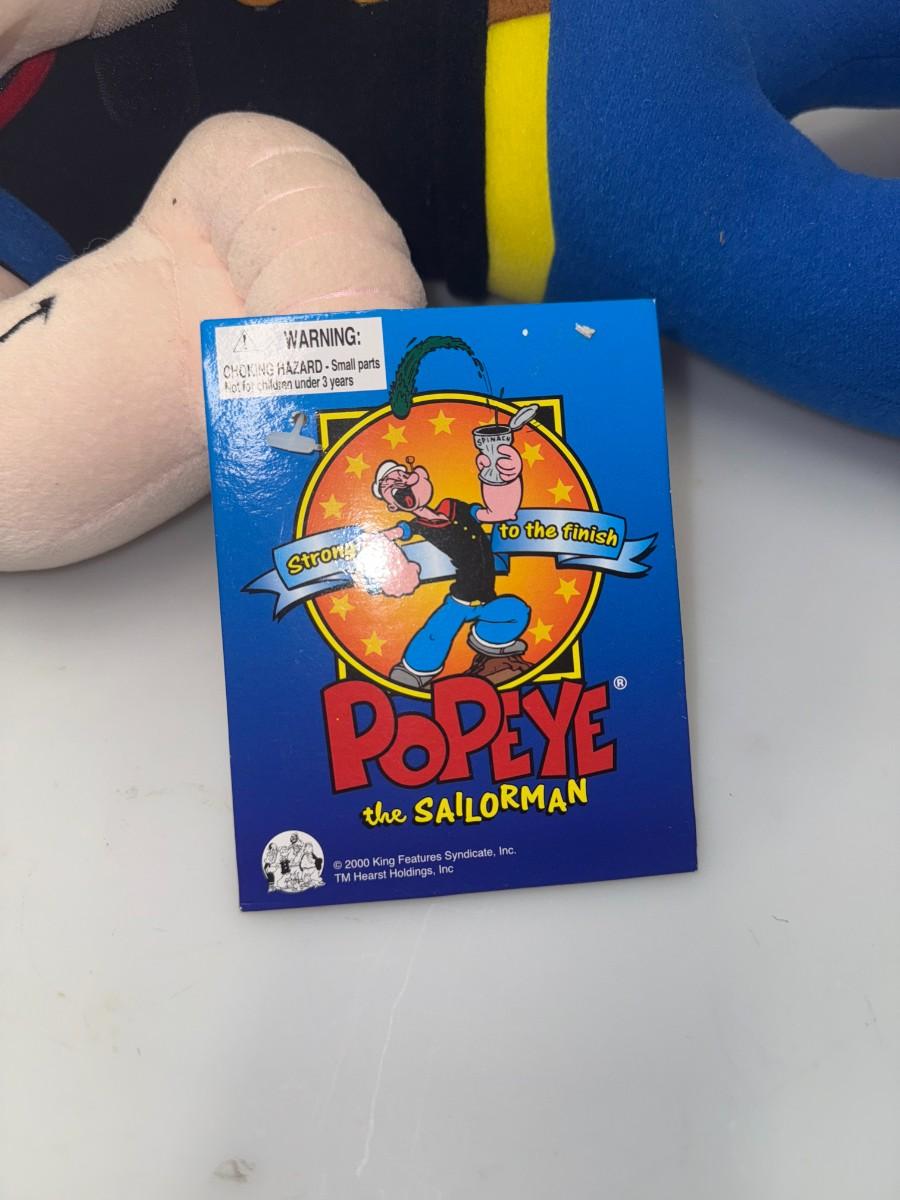 WARNING:
CHOKING HAZARD - Small parts
Not for children under 3 years
SPINACH
Strong
to the finish
POPEYE®
the SAILORMAN
© 2000 King Features Syndicate, Inc.
TM Hearst Holdings, Inc